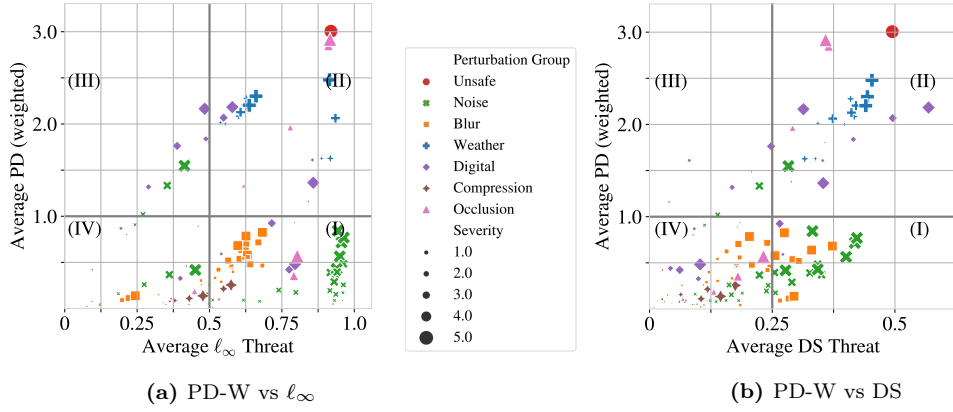 3.0
2.0
1.0
Average PD (weighted)
(III)
(II)
(IV)
(I)
0
0.25
0.5
0.75
1.0
Average ℓ∞ Threat
(a) PD-W vs ℓ∞
Perturbation Group
Unsafe
Noise
Blur
Weather
Digital
Compression
Occlusion
Severity
1.0
2.0
3.0
4.0
5.0
3.0
2.0
1.0
Average PD (weighted)
(III)
(II)
(IV)
(I)
0
0.25
0.5
Average DS Threat
(b) PD-W vs DS